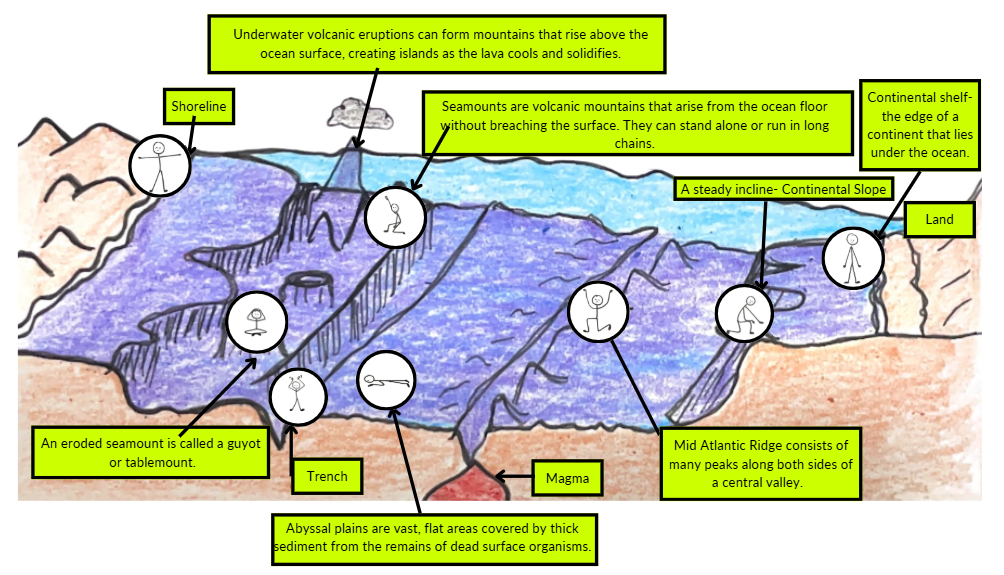 Underwater volcanic eruptions can form mountains that rise above the
ocean surface, creating islands as the lava cools and solidifies.
Shoreline
Seamounts are volcanic mountains that arise from the ocean floor
without breaching the surface. They can stand alone or run in long
chains.
Continental shelf-
the edge of a
continent that lies
under the ocean.
A steady incline- Continental Slope
Land
An eroded seamount is called a guyot
or tablemount.
Trench
Magma
Mid Atlantic Ridge consists of
many peaks along both sides of
a central valley.
Abyssal plains are vast, flat areas covered by thick
sediment from the remains of dead surface organisms.